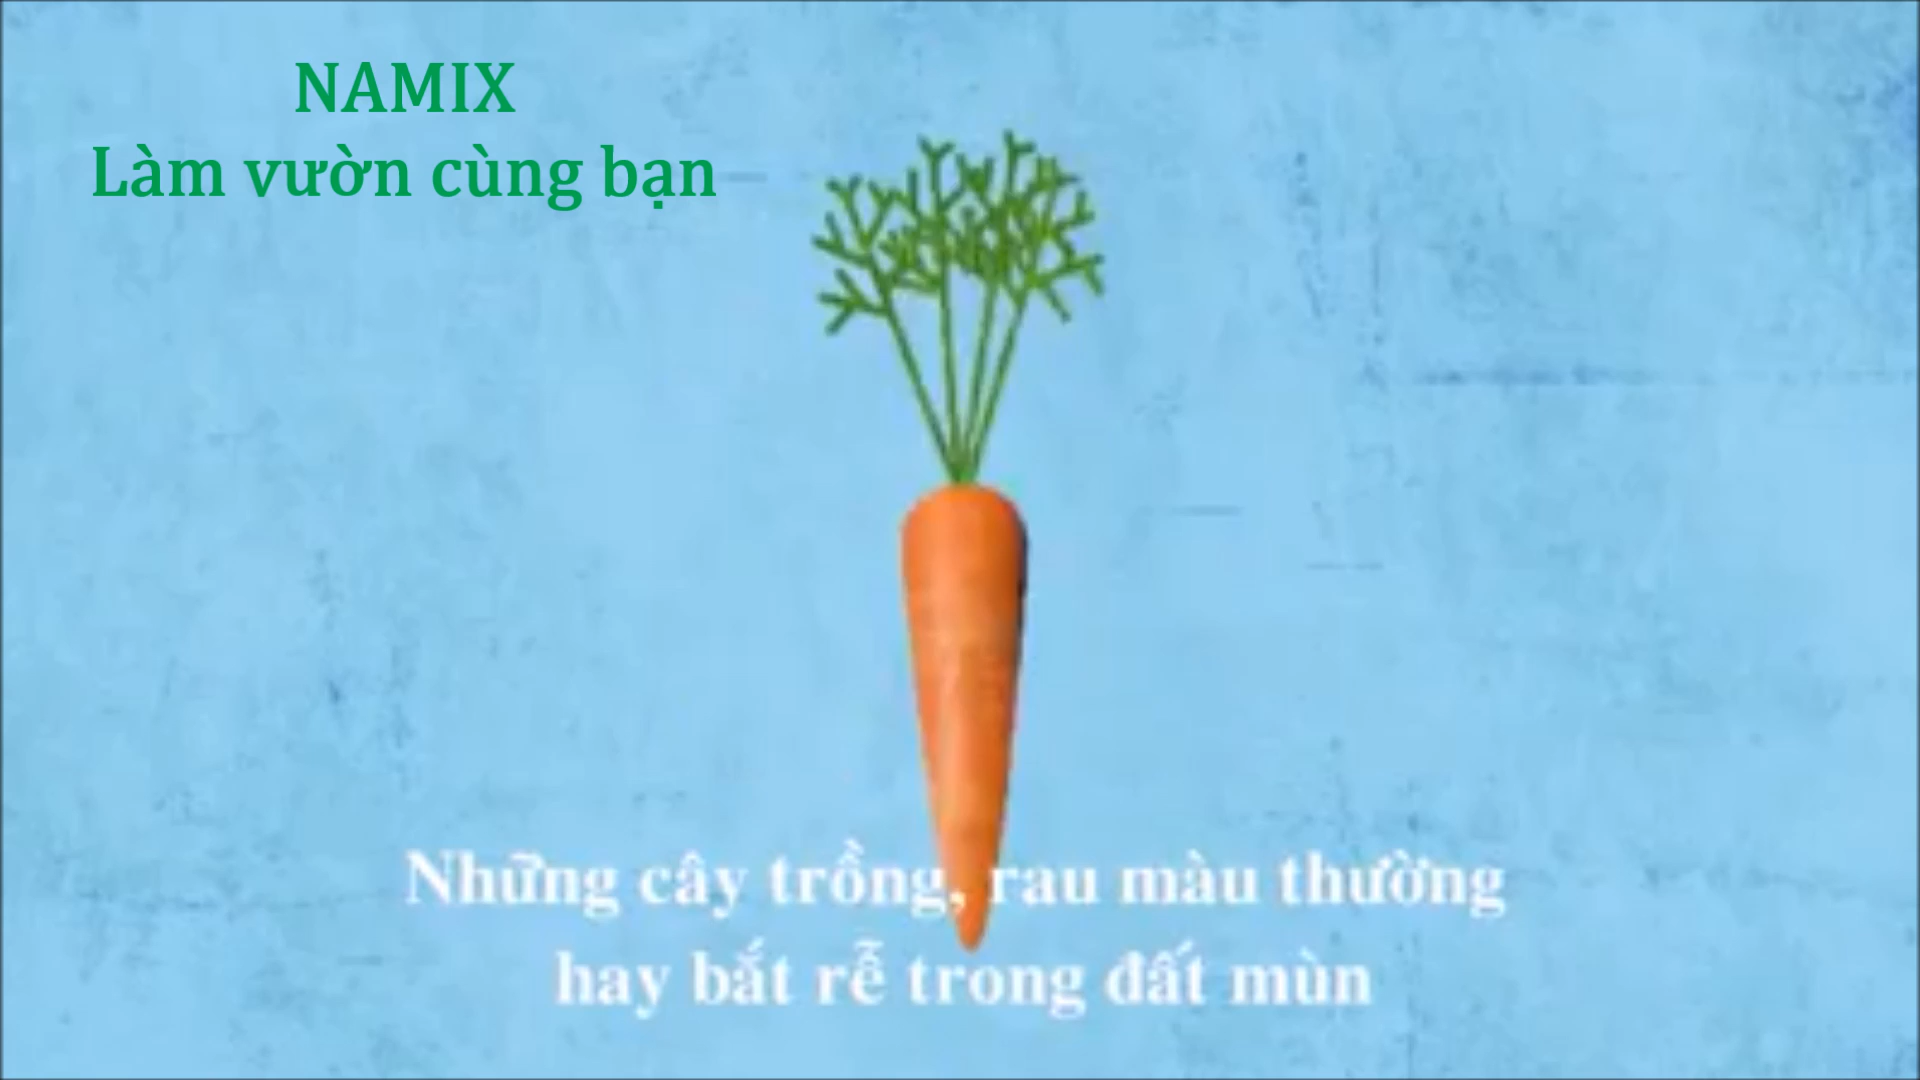 NAMIX
Làm vườn cùng bạn
Những cây trồng, rau màu thường
hay bắt rễ trong đất mùn